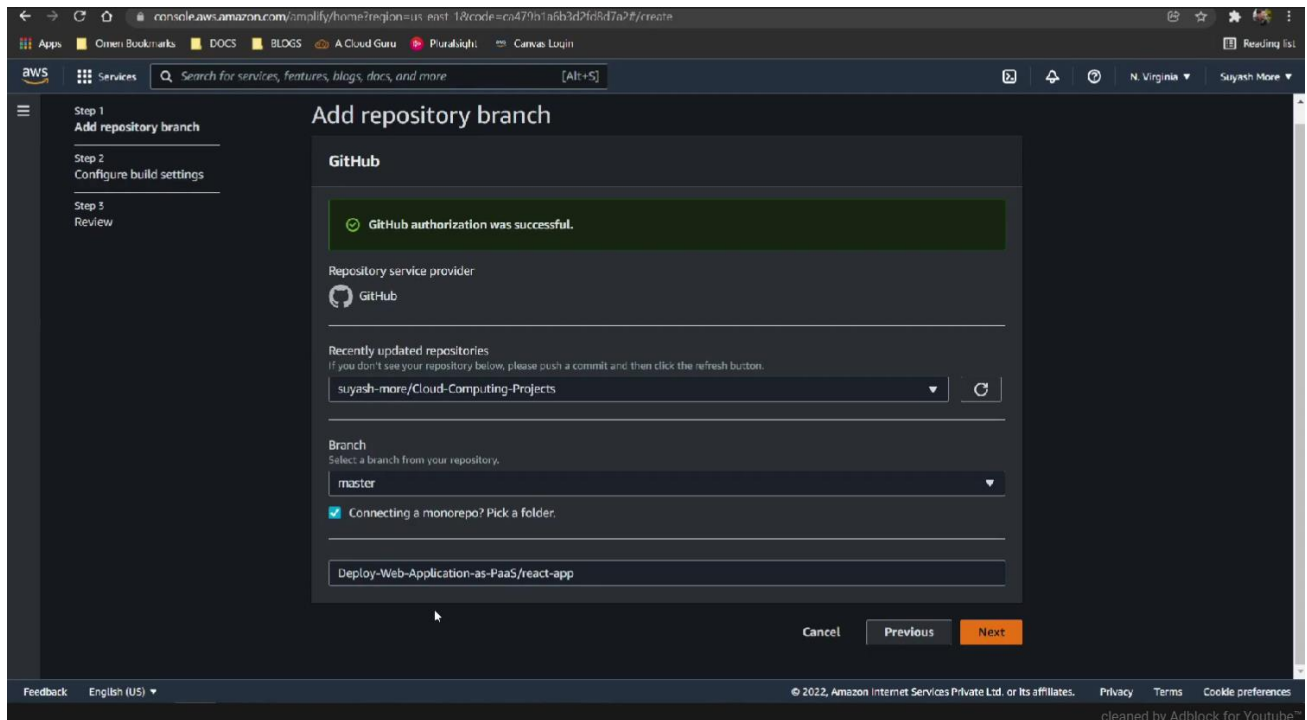 console.aws.amazon.com/amplify/home?region=us-east-1&code=ca479b1a6b3d2fd8d7a2#/create
Apps Omen Bookmarks DOCS BLOGS A Cloud Guru Pluralsight Canvas Login Reading list
aws Services Search for services, features, blogs, docs, and more [Alt+S] N. Virginia ▼ Suyash More ▼
Step 1
Add repository branch
Step 2
Configure build settings
Step 3
Review
Add repository branch
GitHub
GitHub authorization was successful.
Repository service provider
GitHub
Recently updated repositories
If you don't see your repository below, please push a commit and then click the refresh button.
suyash-more/Cloud-Computing-Projects
Branch
Select a branch from your repository.
master
Connecting a monorepo? Pick a folder.
Deploy-Web-Application-as-PaaS/react-app
Cancel Previous Next
Feedback English (US) ▼ © 2022, Amazon Internet Services Private Ltd. or its affiliates. Privacy Terms Cookie preferences
cleaned by Adblock for Youtube™